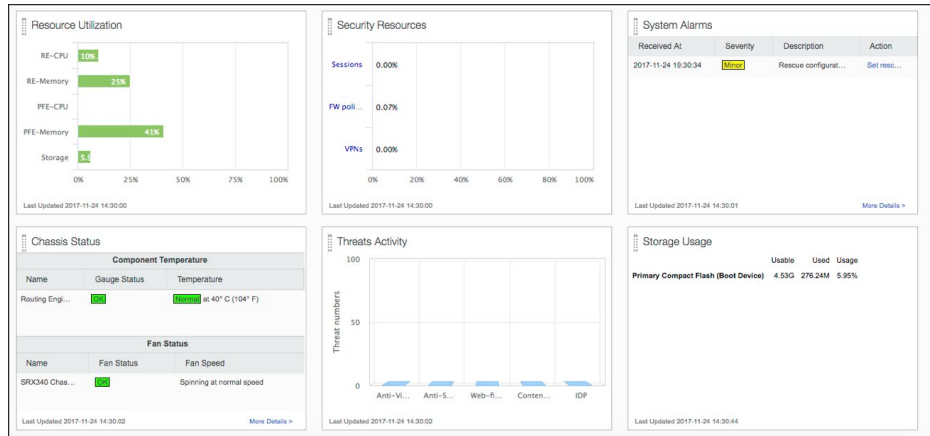 Resource Utilization
RE-CPU 10%
RE-Memory 25%
PFE-CPU
PFE-Memory 41%
Storage
0% 25% 50% 75% 100%
Last Updated 2017-11-24 14:30:00
Security Resources
Sessions 0.00%
FW poli... 0.07%
VPNs 0.00%
0% 20% 40% 60% 80% 100%
Last Updated 2017-11-24 14:30:00
System Alarms
Received At Severity Description Action
2017-11-24 19:30:34 Minor Rescue configurat... Set resc...
Last Updated 2017-11-24 14:30:01 More Details >
Chassis Status
Component Temperature
Name Gauge Status Temperature
Routing Engi... OK Normal at 40° C (104° F)
Fan Status
Name Fan Status Fan Speed
SRX340 Chas... OK Spinning at normal speed
Last Updated 2017-11-24 14:30:02 More Details >
Threats Activity
100
50
0
Threat numbers
Anti-Vi... Anti-S... Web-fi... Conten... IDP
Last Updated 2017-11-24 14:30:02
Storage Usage
Usable Used Usage
Primary Compact Flash (Boot Device) 4.53G 276.24M 5.95%
Last Updated 2017-11-24 14:30:44